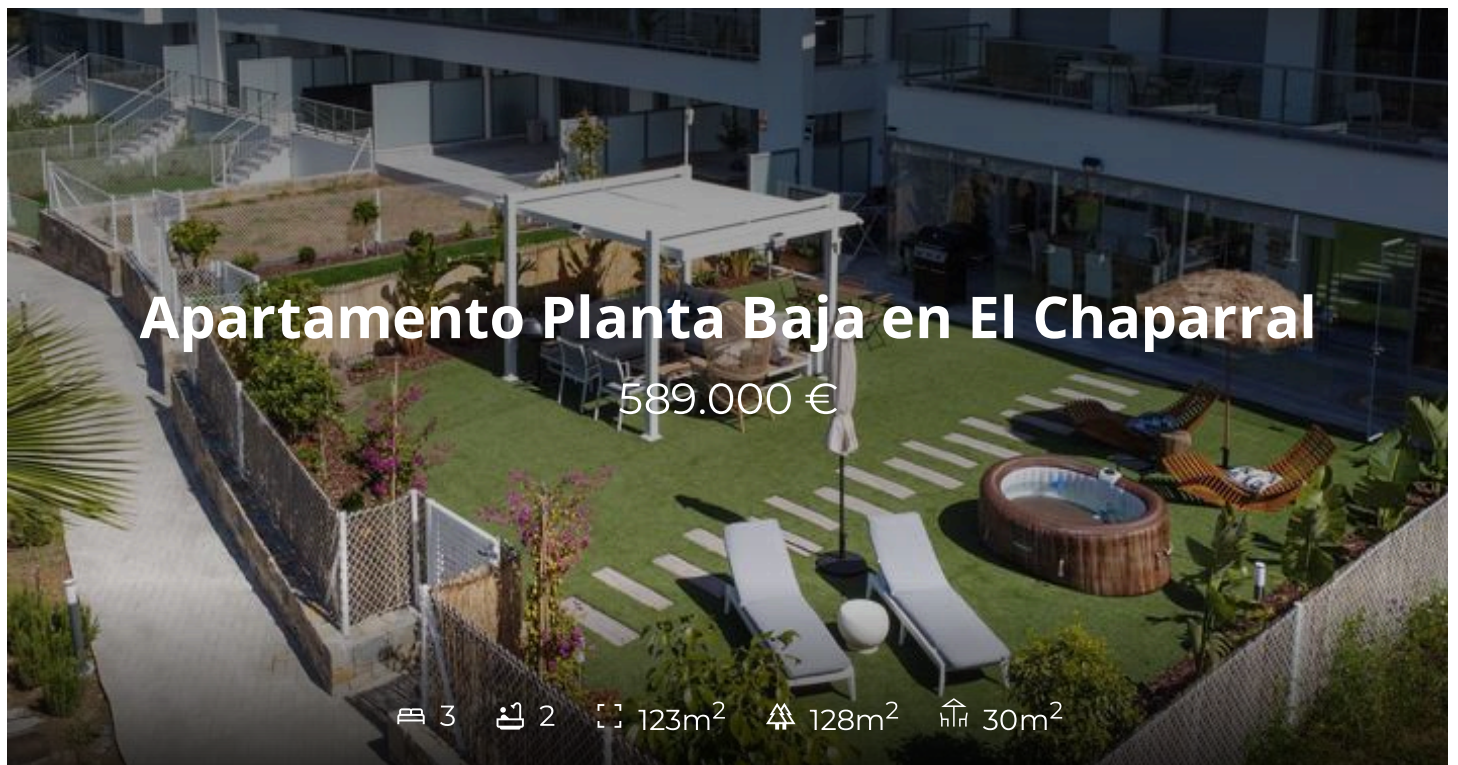 Apartamento Planta Baja en El Chaparral
589.000 €
3 2 123m² 128m² 30m²